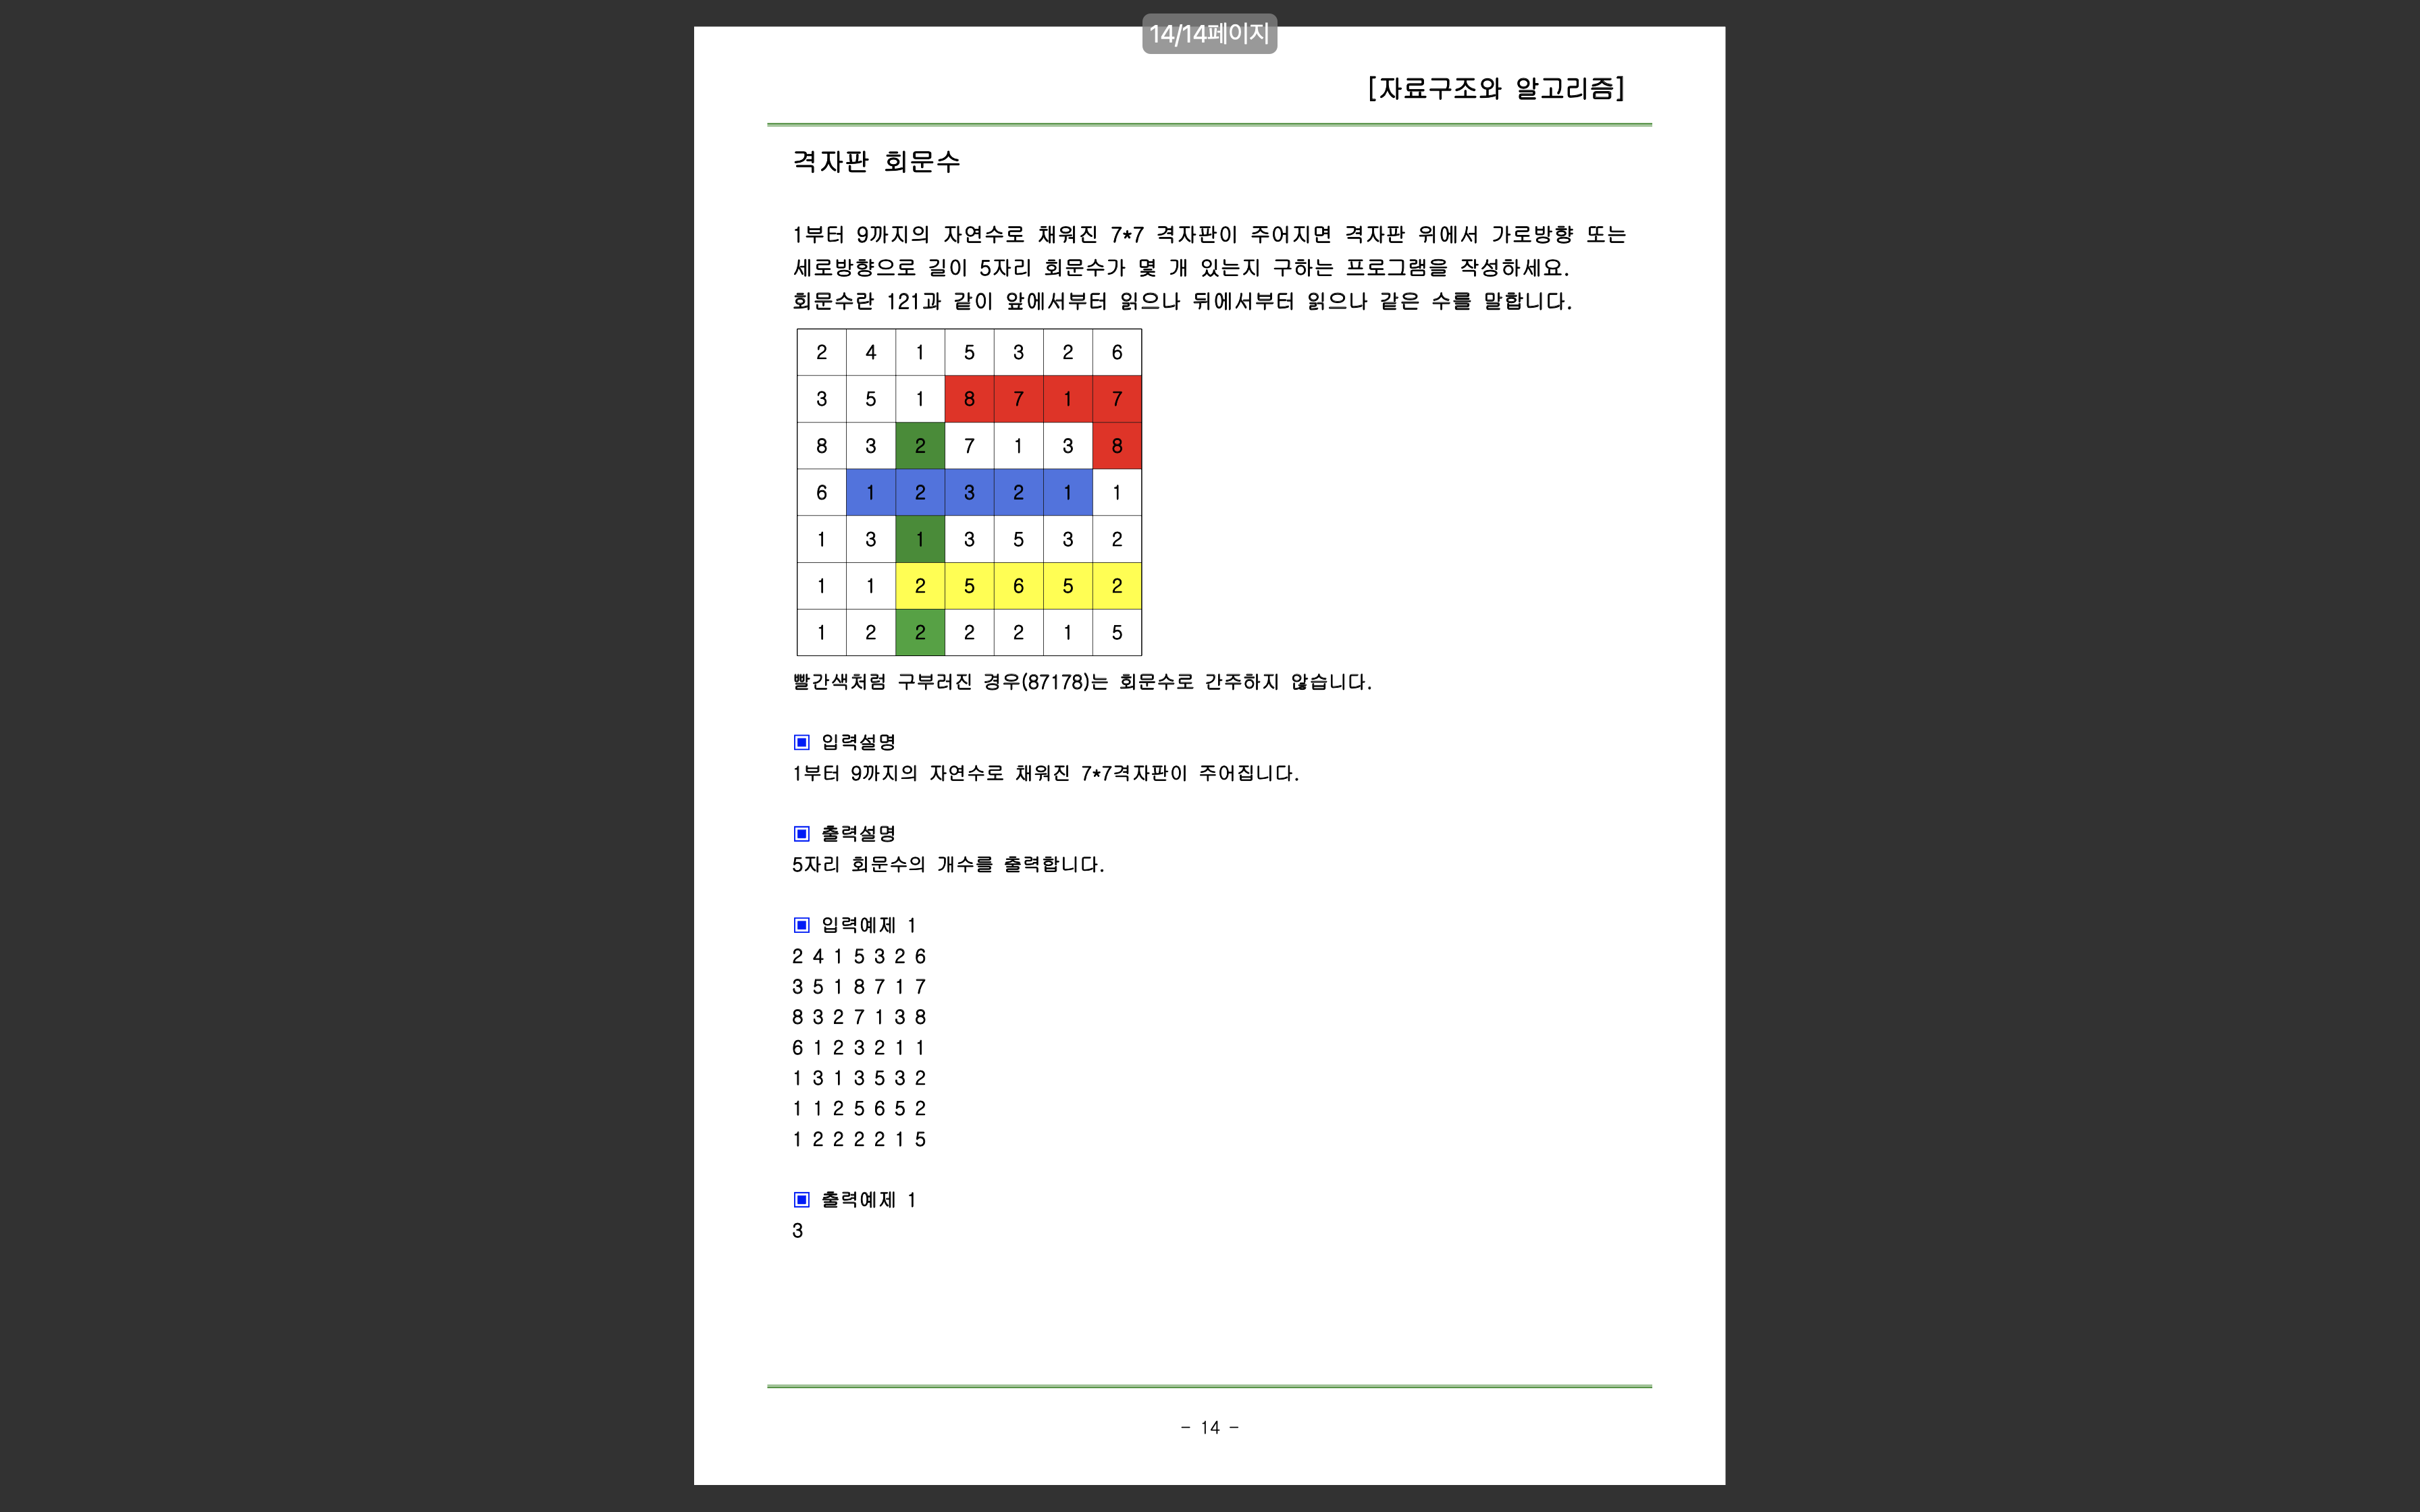 14/14페이지
[자료구조와 알고리즘]
격자판 회문수
1부터 9까지의 자연수로 채워진 7*7 격자판이 주어지면 격자판 위에서 가로방향 또는
세로방향으로 길이 5자리 회문수가 몇 개 있는지 구하는 프로그램을 작성하세요.
회문수란 121과 같이 앞에서부터 읽으나 뒤에서부터 읽으나 같은 수를 말합니다.
2 4 1 5 3 2 6
3 5 1 8 7 1 7
8 3 2 7 1 3 8
6 1 2 3 2 1 1
1 3 1 3 5 3 2
1 1 2 5 6 5 2
1 2 2 2 2 1 5
빨간색처럼 구부러진 경우(87178)는 회문수로 간주하지 않습니다.
▣ 입력설명
1부터 9까지의 자연수로 채워진 7*7격자판이 주어집니다.
▣ 출력설명
5자리 회문수의 개수를 출력합니다.
▣ 입력예제 1
2 4 1 5 3 2 6
3 5 1 8 7 1 7
8 3 2 7 1 3 8
6 1 2 3 2 1 1
1 3 1 3 5 3 2
1 1 2 5 6 5 2
1 2 2 2 2 1 5
▣ 출력예제 1
3
- 14 -